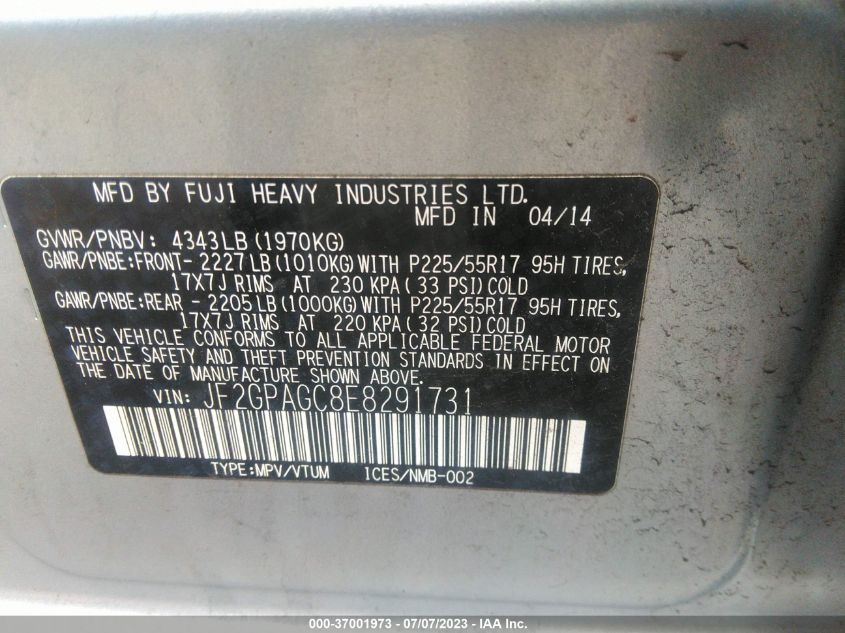 MFD BY FUJI HEAVY INDUSTRIES LTD.
MFD IN 04/14
GVWR/PNBV: 4343LB(1970KG)
GAWR/PNBE:FRONT- 2227LB(1010KG)WITH P225/55R17 95H TIRES,
17X7J RIMS AT 230 KPA( 33 PSI)COLD
GAWR/PNBE:REAR - 2205LB(1000KG)WITH P225/55R17 95H TIRES,
17X7J RIMS AT 220 KPA( 32 PSI)COLD
THIS VEHICLE CONFORMS TO ALL APPLICABLE FEDERAL MOTOR
VEHICLE SAFETY AND THEFT PREVENTION STANDARDS IN EFFECT ON
THE DATE OF MANUFACTURE SHOWN ABOVE.
VIN: JF2GPAGC8E8291731
TYPE:MPV/VTUM ICES/NMB-002
000-37001973 - 07/07/2023 - IAA Inc.